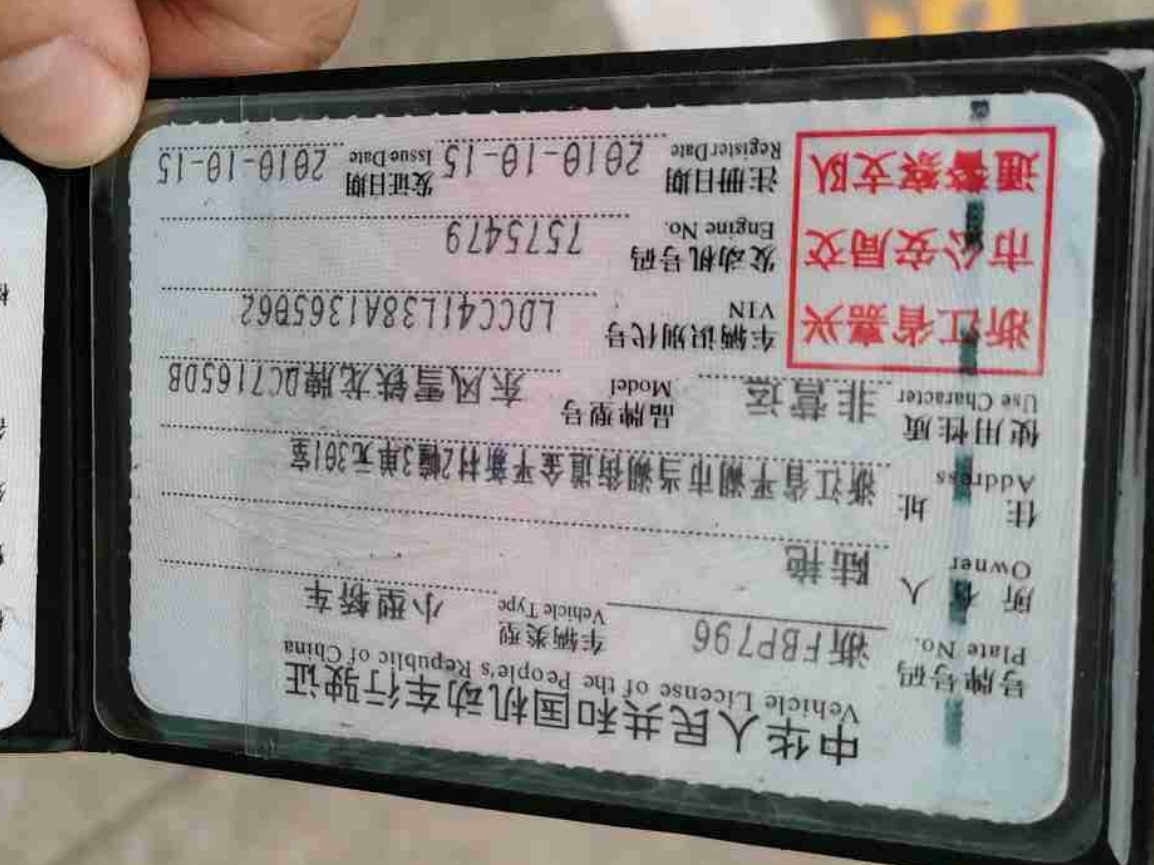 中华人民共和国机动车行驶证
Vehicle License of the People's Republic of China
号牌号码 浙FBP796 车辆类型 小型轿车
Plate No. Vehicle Type
所有人 陆艳
Owner
住址 浙江省平湖市当湖街道金平新村2幢3单元301室
Address
使用性质 非营运 品牌型号 东风雪铁龙牌DC7165DB
Use Character Model
浙江省嘉兴
市公安局交
通警察支队
车辆识别代号 LDCC41L38A1365062
VIN
发动机号码 7575479
Engine No.
注册日期 2010-10-15 发证日期 2010-10-15
Register Date Issue Date